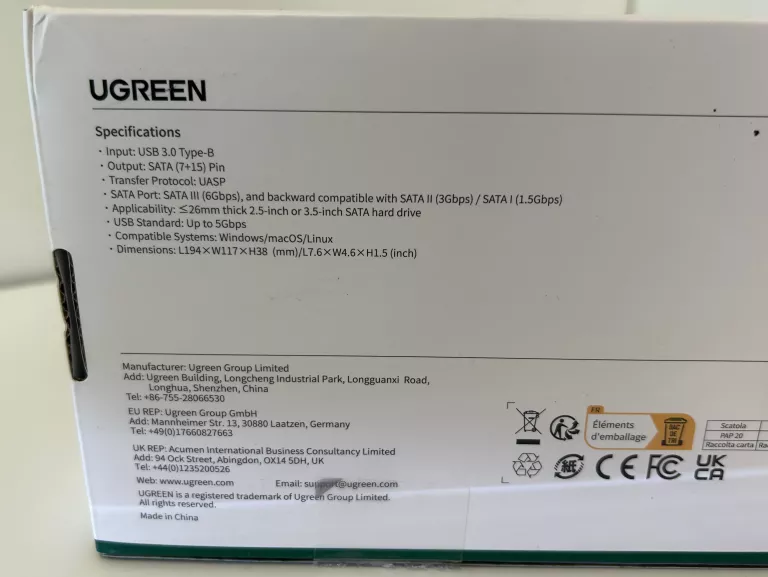 UGREEN
Specifications
· Input: USB 3.0 Type-B
· Output: SATA (7+15) Pin
· Transfer Protocol: UASP
· SATA Port: SATA III (6Gbps), and backward compatible with SATA II (3Gbps) / SATA I (1.5Gbps)
· Applicability: ≤26mm thick 2.5-inch or 3.5-inch SATA hard drive
· USB Standard: Up to 5Gbps
· Compatible Systems: Windows/macOS/Linux
· Dimensions: L194×W117×H38 (mm)/L7.6×W4.6×H1.5 (inch)
Manufacturer: Ugreen Group Limited
Add: Ugreen Building, Longcheng Industrial Park, Longguanxi Road,
Longhua, Shenzhen, China
Tel: +86-755-28066530
EU REP: Ugreen Group GmbH
Add: Mannheimer Str. 13, 30880 Laatzen, Germany
Tel: +49(0)17660827663
UK REP: Acumen International Business Consultancy Limited
Add: 94 Ock Street, Abingdon, OX14 5DH, UK
Tel: +44(0)1235200526
Web: www.ugreen.com Email: support@ugreen.com
UGREEN is a registered trademark of Ugreen Group Limited.
All rights reserved.
Made in China
FR
Éléments
d'emballage
BAC
DE
TRI
Scatola
PAP 20
Raccolta carta
紙
CE FC UK
CA